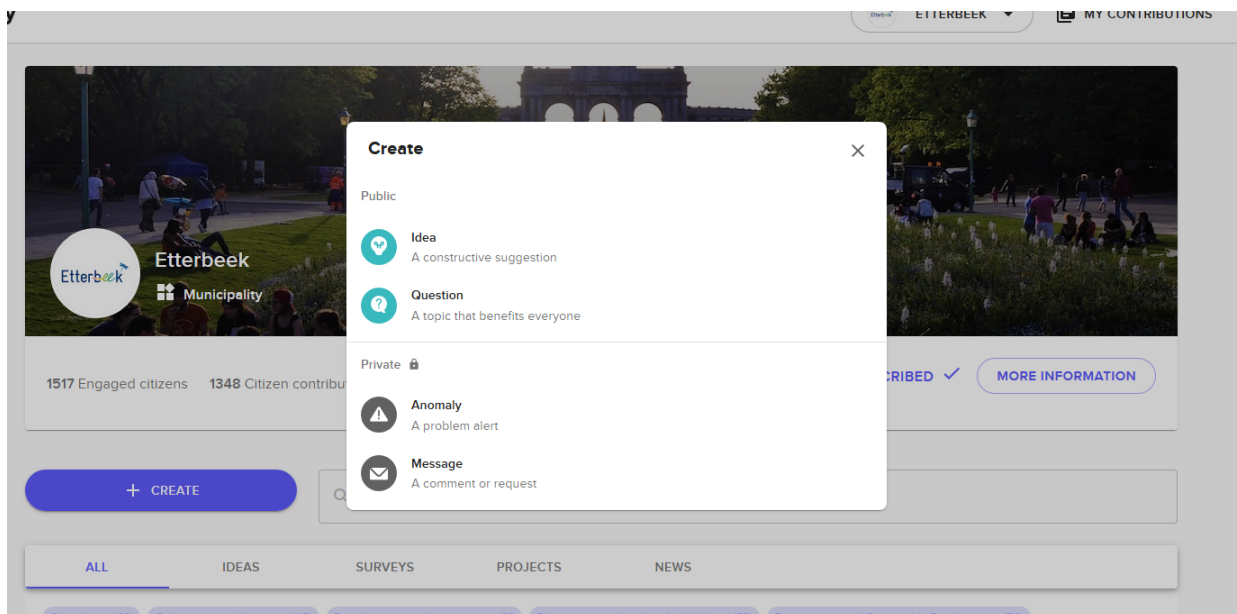 ETTERBEEK
MY CONTRIBUTIONS
Create
Public
Idea
A constructive suggestion
Question
A topic that benefits everyone
Private
Anomaly
A problem alert
Message
A comment or request
Etterbeek
Etterbeek
Municipality
1517 Engaged citizens 1348 Citizen contribu
CRIBED
MORE INFORMATION
+ CREATE
ALL IDEAS SURVEYS PROJECTS NEWS